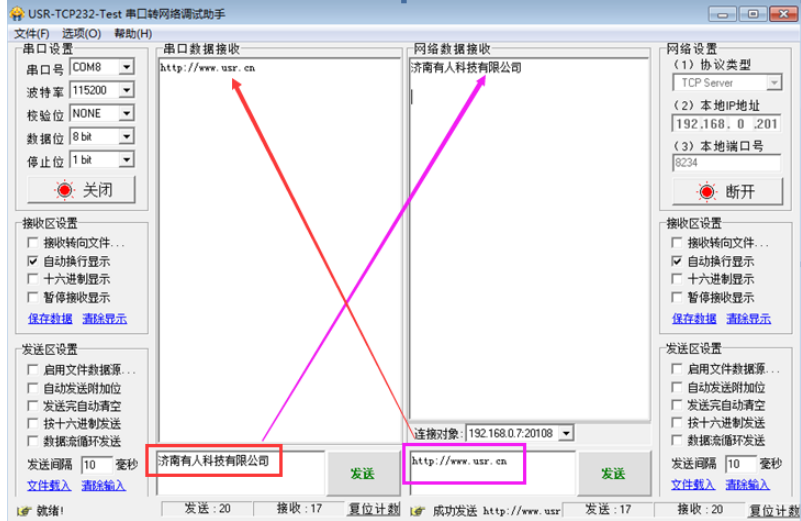 USR-TCP232-Test 串口转网络调试助手
文件(F) 选项(O) 帮助(H)
串口设置
串口号 COM8
波特率 115200
校验位 NONE
数据位 8 bit
停止位 1 bit
关闭
接收区设置
接收转向文件...
自动换行显示
十六进制显示
暂停接收显示
保存数据 清除显示
发送区设置
启用文件数据源...
自动发送附加位
发送完自动清空
按十六进制发送
数据流循环发送
发送间隔 10 毫秒
文件载入 清除输入
串口数据接收
http://www.usr.cn
济南有人科技有限公司
发送
网络数据接收
济南有人科技有限公司
连接对象: 192.168.0.7:20108
http://www.usr.cn
发送
网络设置
(1) 协议类型
TCP Server
(2) 本地IP地址
192.168. 0 .201
(3) 本地端口号
8234
断开
接收区设置
接收转向文件...
自动换行显示
十六进制显示
暂停接收显示
保存数据 清除显示
发送区设置
启用文件数据源...
自动发送附加位
发送完自动清空
按十六进制发送
数据流循环发送
发送间隔 10 毫秒
文件载入 清除输入
就绪! 发送:20 接收:17 复位计数
成功发送 http://www.usr 发送:17 接收:20 复位计数